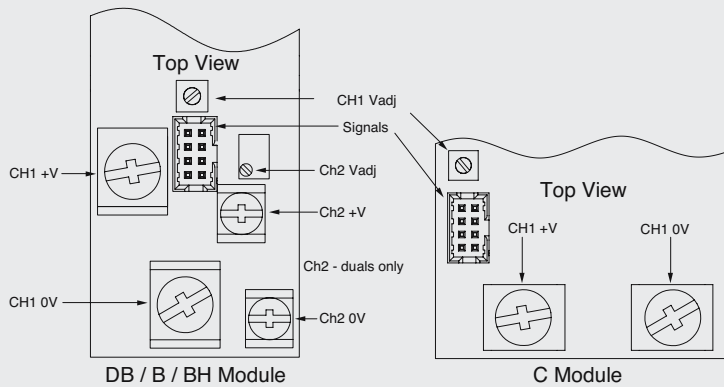 Top View
CH1 Vadj
Signals
CH1 +V
Ch2 Vadj
Ch2 +V
Ch2 - duals only
CH1 0V
Ch2 0V
DB / B / BH Module
Top View
CH1 +V
CH1 0V
C Module